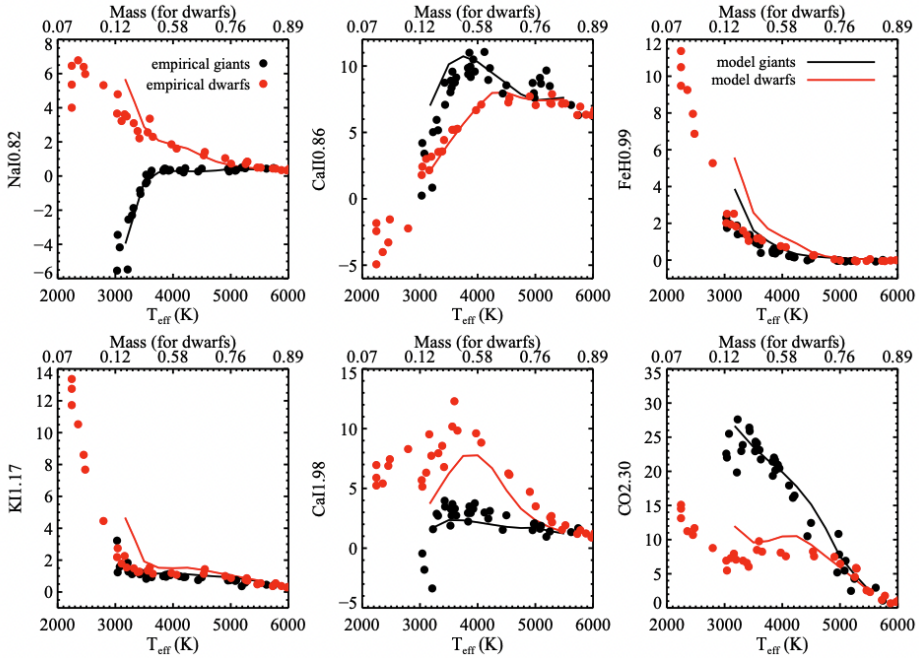 Mass (for dwarfs) Mass (for dwarfs) Mass (for dwarfs)
0.07 0.12 0.58 0.76 0.89 0.07 0.12 0.58 0.76 0.89 0.07 0.12 0.58 0.76 0.89
NaI0.82
8
6
4
2
0
−2
−4
−6
empirical giants
empirical dwarfs
2000 3000 4000 5000 6000
Teff (K)
CaII0.86
10
5
0
−5
2000 3000 4000 5000 6000
Teff (K)
FeH0.99
12
10
8
6
4
2
0
model giants
model dwarfs
2000 3000 4000 5000 6000
Teff (K)
Mass (for dwarfs) Mass (for dwarfs) Mass (for dwarfs)
0.07 0.12 0.58 0.76 0.89 0.07 0.12 0.58 0.76 0.89 0.07 0.12 0.58 0.76 0.89
KI1.17
14
12
10
8
6
4
2
0
2000 3000 4000 5000 6000
Teff (K)
CaI1.98
15
10
5
0
−5
2000 3000 4000 5000 6000
Teff (K)
CO2.30
35
30
25
20
15
10
5
0
2000 3000 4000 5000 6000
Teff (K)